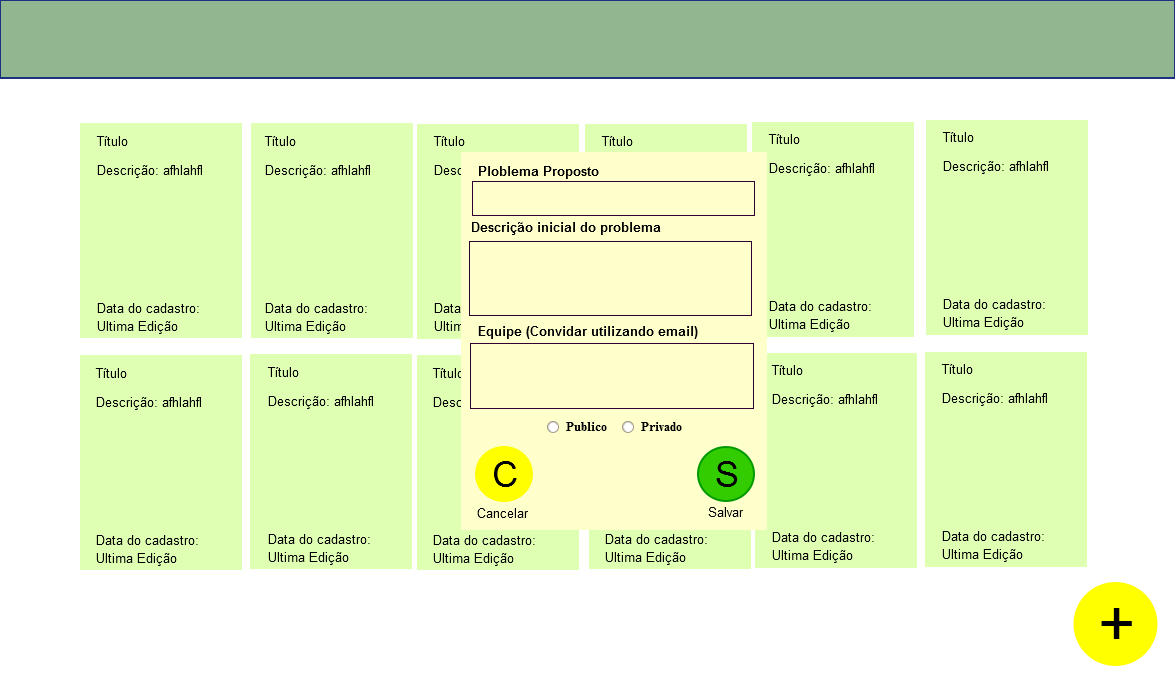 Título
Descrição: afhlahfl
Data do cadastro:
Ultima Edição
Título
Descrição: afhlahfl
Data do cadastro:
Ultima Edição
Título
Desc
Data
Ultim
Título
Título
Descrição: afhlahfl
Data do cadastro:
Ultima Edição
Título
Descrição: afhlahfl
Data do cadastro:
Ultima Edição
Ploblema Proposto
Descrição inicial do problema
Equipe (Convidar utilizando email)
Publico Privado
C S
Cancelar Salvar
Título
Descrição: afhlahfl
Data do cadastro:
Ultima Edição
Título
Descrição: afhlahfl
Data do cadastro:
Ultima Edição
Título
Desc
Data do cadastro:
Ultima Edição
Data do cadastro:
Ultima Edição
Título
Descrição: afhlahfl
Data do cadastro:
Ultima Edição
Título
Descrição: afhlahfl
Data do cadastro:
Ultima Edição
+